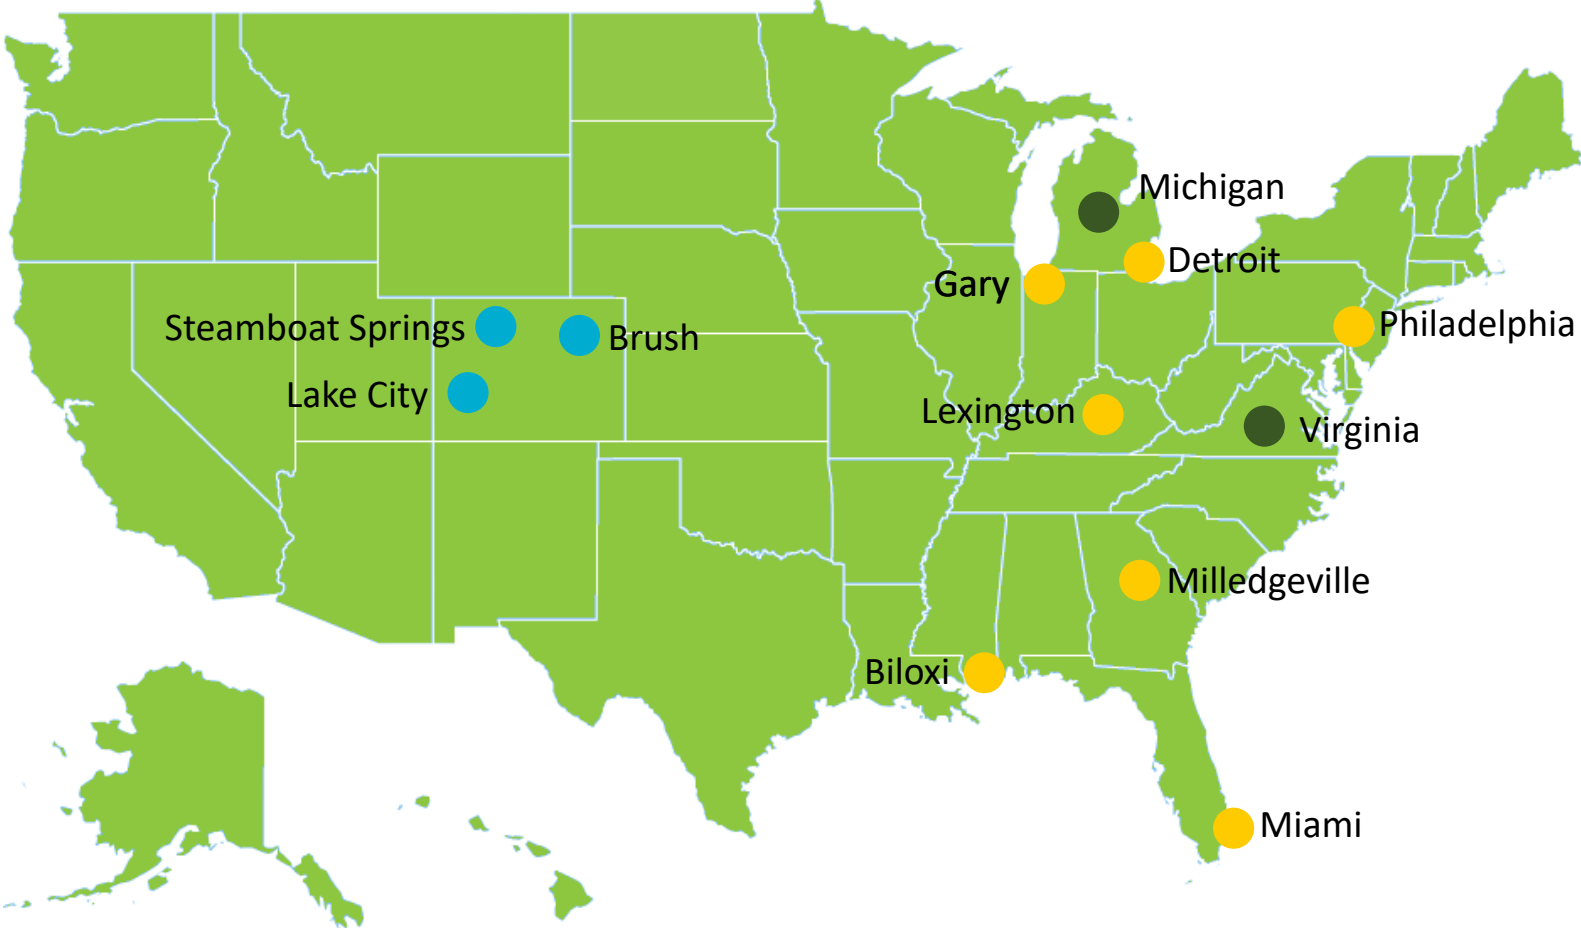 Michigan
Detroit
Gary
Philadelphia
Steamboat Springs
Brush
Lake City
Lexington
Virginia
Milledgeville
Biloxi
Miami